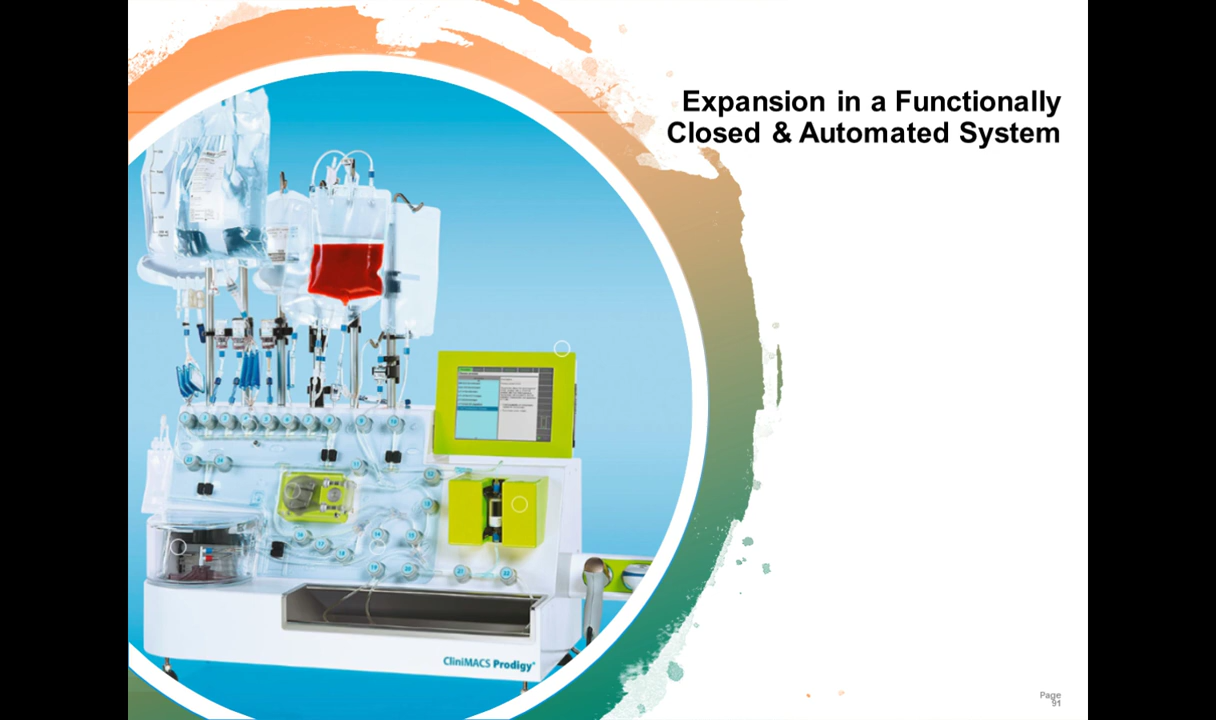 Expansion in a Functionally
Closed & Automated System
CliniMACS Prodigy®
Page
91